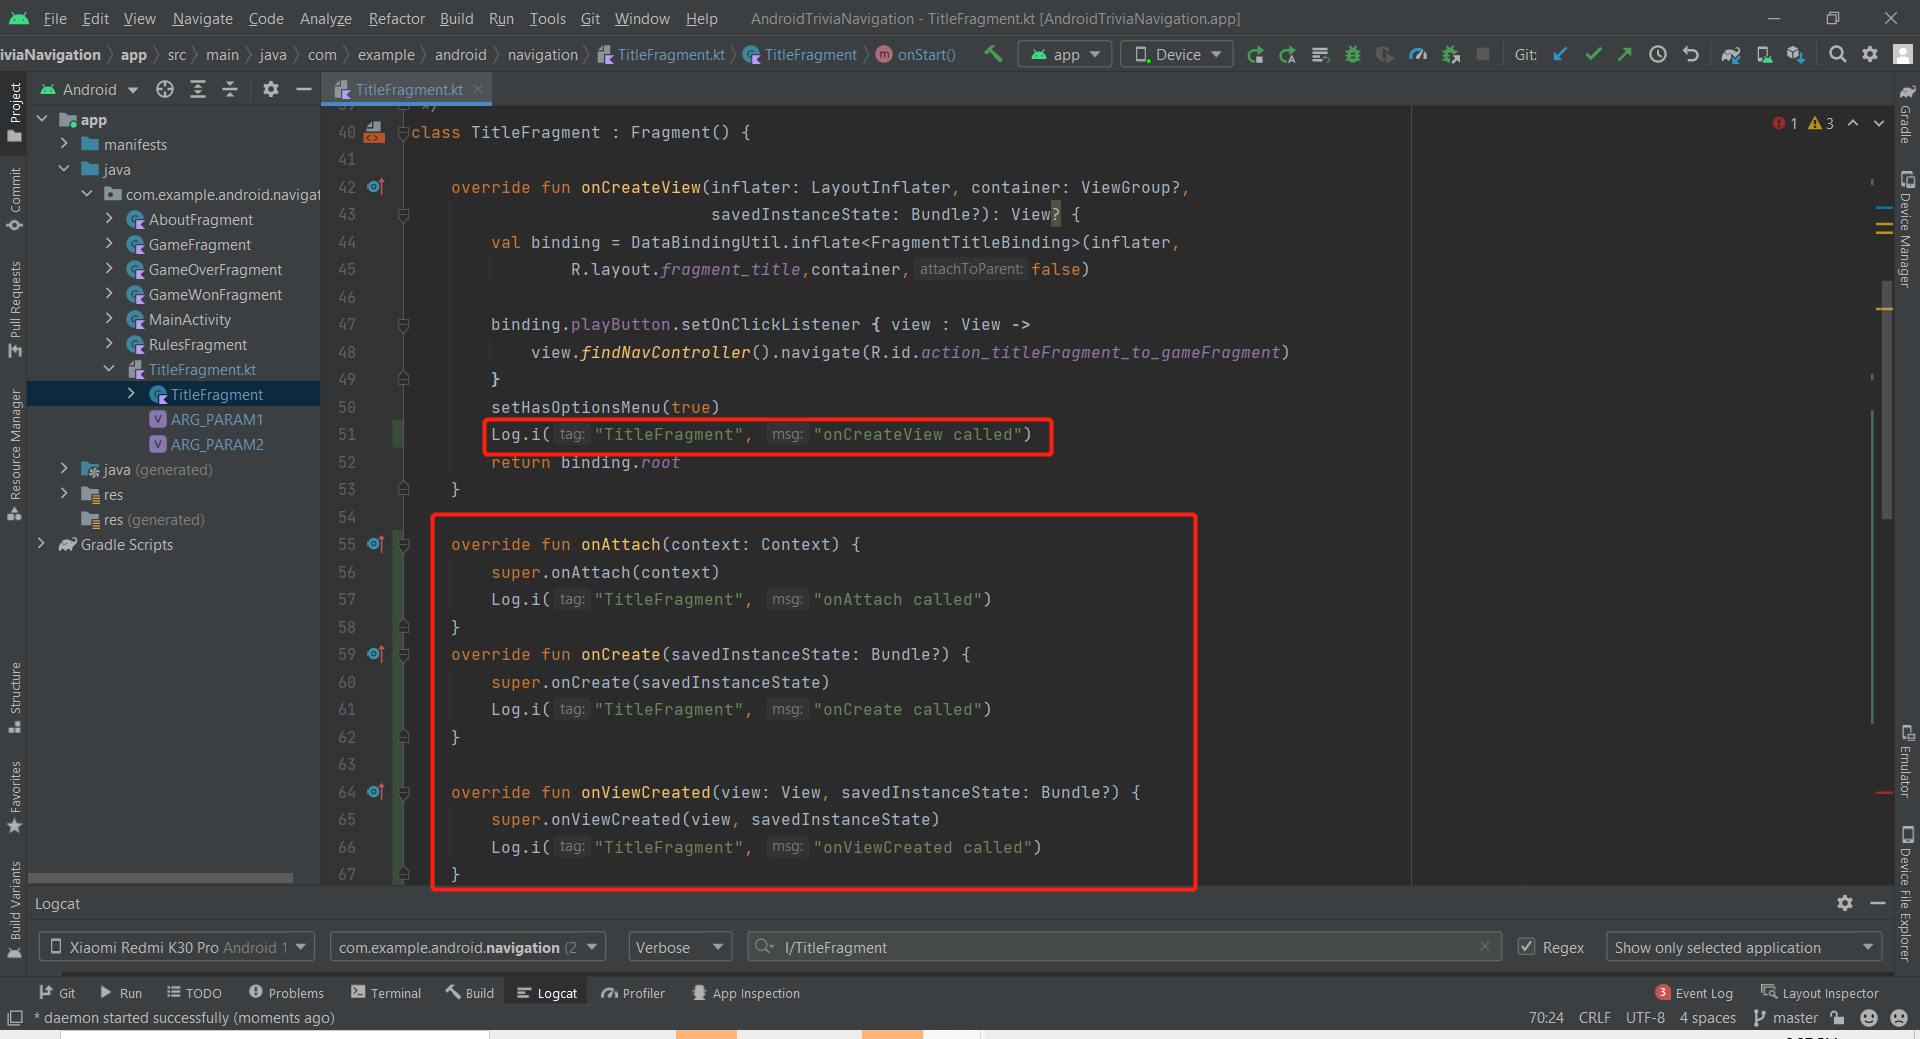 File Edit View Navigate Code Analyze Refactor Build Run Tools Git Window Help AndroidTriviaNavigation - TitleFragment.kt [AndroidTriviaNavigation.app]
iviaNavigation app src main java com example android navigation TitleFragment.kt TitleFragment onStart() app Device Git:
Project
Commit
Pull Requests
Resource Manager
Structure
Favorites
Build Variants
Android
app
manifests
java
com.example.android.navigat
AboutFragment
GameFragment
GameOverFragment
GameWonFragment
MainActivity
RulesFragment
TitleFragment.kt
TitleFragment
ARG_PARAM1
ARG_PARAM2
java (generated)
res
res (generated)
Gradle Scripts
TitleFragment.kt
1 3
39 */
40 class TitleFragment : Fragment() {
41
42 override fun onCreateView(inflater: LayoutInflater, container: ViewGroup?,
43 savedInstanceState: Bundle?): View? {
44 val binding = DataBindingUtil.inflate<FragmentTitleBinding>(inflater,
45 R.layout.fragment_title,container, attachToParent: false)
46
47 binding.playButton.setOnClickListener { view : View ->
48 view.findNavController().navigate(R.id.action_titleFragment_to_gameFragment)
49 }
50 setHasOptionsMenu(true)
51 Log.i( tag: "TitleFragment", msg: "onCreateView called")
52 return binding.root
53 }
54
55 override fun onAttach(context: Context) {
56 super.onAttach(context)
57 Log.i( tag: "TitleFragment", msg: "onAttach called")
58 }
59 override fun onCreate(savedInstanceState: Bundle?) {
60 super.onCreate(savedInstanceState)
61 Log.i( tag: "TitleFragment", msg: "onCreate called")
62 }
63
64 override fun onViewCreated(view: View, savedInstanceState: Bundle?) {
65 super.onViewCreated(view, savedInstanceState)
66 Log.i( tag: "TitleFragment", msg: "onViewCreated called")
67 }
Gradle
Device Manager
Emulator
Device File Explorer
Logcat
Xiaomi Redmi K30 Pro Android 1 com.example.android.navigation (2 Verbose I/TitleFragment Regex Show only selected application
Git Run TODO Problems Terminal Build Logcat Profiler App Inspection 3 Event Log Layout Inspector
* daemon started successfully (moments ago) 70:24 CRLF UTF-8 4 spaces master